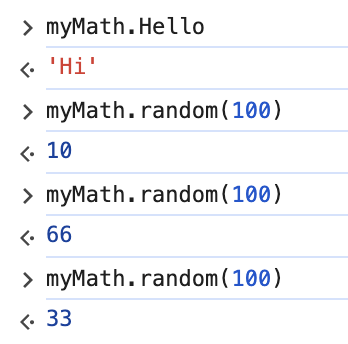 > myMath.Hello
<· 'Hi'
> myMath.random(100)
<· 10
> myMath.random(100)
<· 66
> myMath.random(100)
<· 33